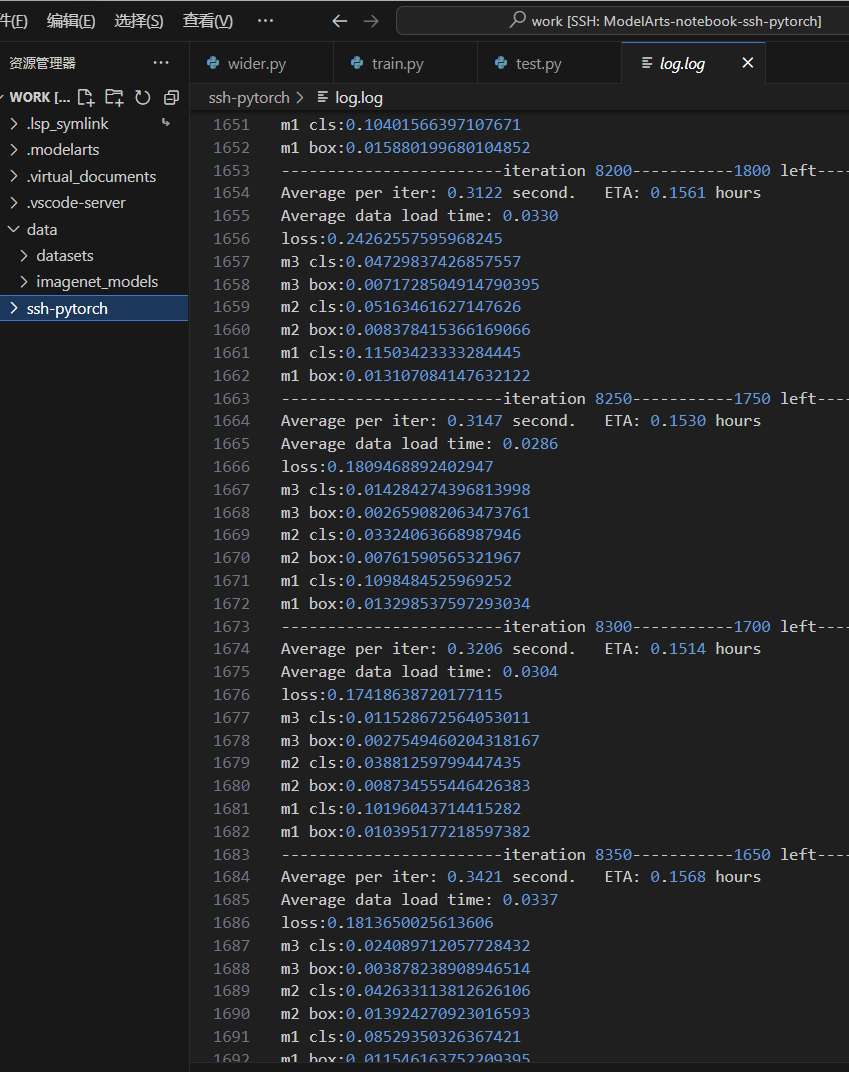 件(F) 编辑(E) 选择(S) 查看(V) ··· ← → work [SSH: ModelArts-notebook-ssh-pytorch]
资源管理器 ···
WORK [...
.lsp_symlink
.modelarts
.virtual_documents
.vscode-server
data
datasets
imagenet_models
ssh-pytorch
wider.py train.py test.py log.log ×
ssh-pytorch > log.log
1651 m1 cls:0.10401566397107671
1652 m1 box:0.015880199680104852
1653 ------------------------iteration 8200-----------1800 left----
1654 Average per iter: 0.3122 second. ETA: 0.1561 hours
1655 Average data load time: 0.0330
1656 loss:0.24262557595968245
1657 m3 cls:0.04729837426857557
1658 m3 box:0.0071728504914790395
1659 m2 cls:0.05163461627147626
1660 m2 box:0.008378415366169066
1661 m1 cls:0.11503423333284445
1662 m1 box:0.013107084147632122
1663 ------------------------iteration 8250-----------1750 left----
1664 Average per iter: 0.3147 second. ETA: 0.1530 hours
1665 Average data load time: 0.0286
1666 loss:0.1809468892402947
1667 m3 cls:0.014284274396813998
1668 m3 box:0.002659082063473761
1669 m2 cls:0.03324063668987946
1670 m2 box:0.00761590565321967
1671 m1 cls:0.1098484525969252
1672 m1 box:0.013298537597293034
1673 ------------------------iteration 8300-----------1700 left----
1674 Average per iter: 0.3206 second. ETA: 0.1514 hours
1675 Average data load time: 0.0304
1676 loss:0.17418638720177115
1677 m3 cls:0.011528672564053011
1678 m3 box:0.0027549460204318167
1679 m2 cls:0.03881259799447435
1680 m2 box:0.008734555446426383
1681 m1 cls:0.10196043714415282
1682 m1 box:0.010395177218597382
1683 ------------------------iteration 8350-----------1650 left----
1684 Average per iter: 0.3421 second. ETA: 0.1568 hours
1685 Average data load time: 0.0337
1686 loss:0.1813650025613606
1687 m3 cls:0.024089712057728432
1688 m3 box:0.003878238908946514
1689 m2 cls:0.042633113812626106
1690 m2 box:0.013924270923016593
1691 m1 cls:0.08529350326367421
1692 m1 box:0.011546163752209395